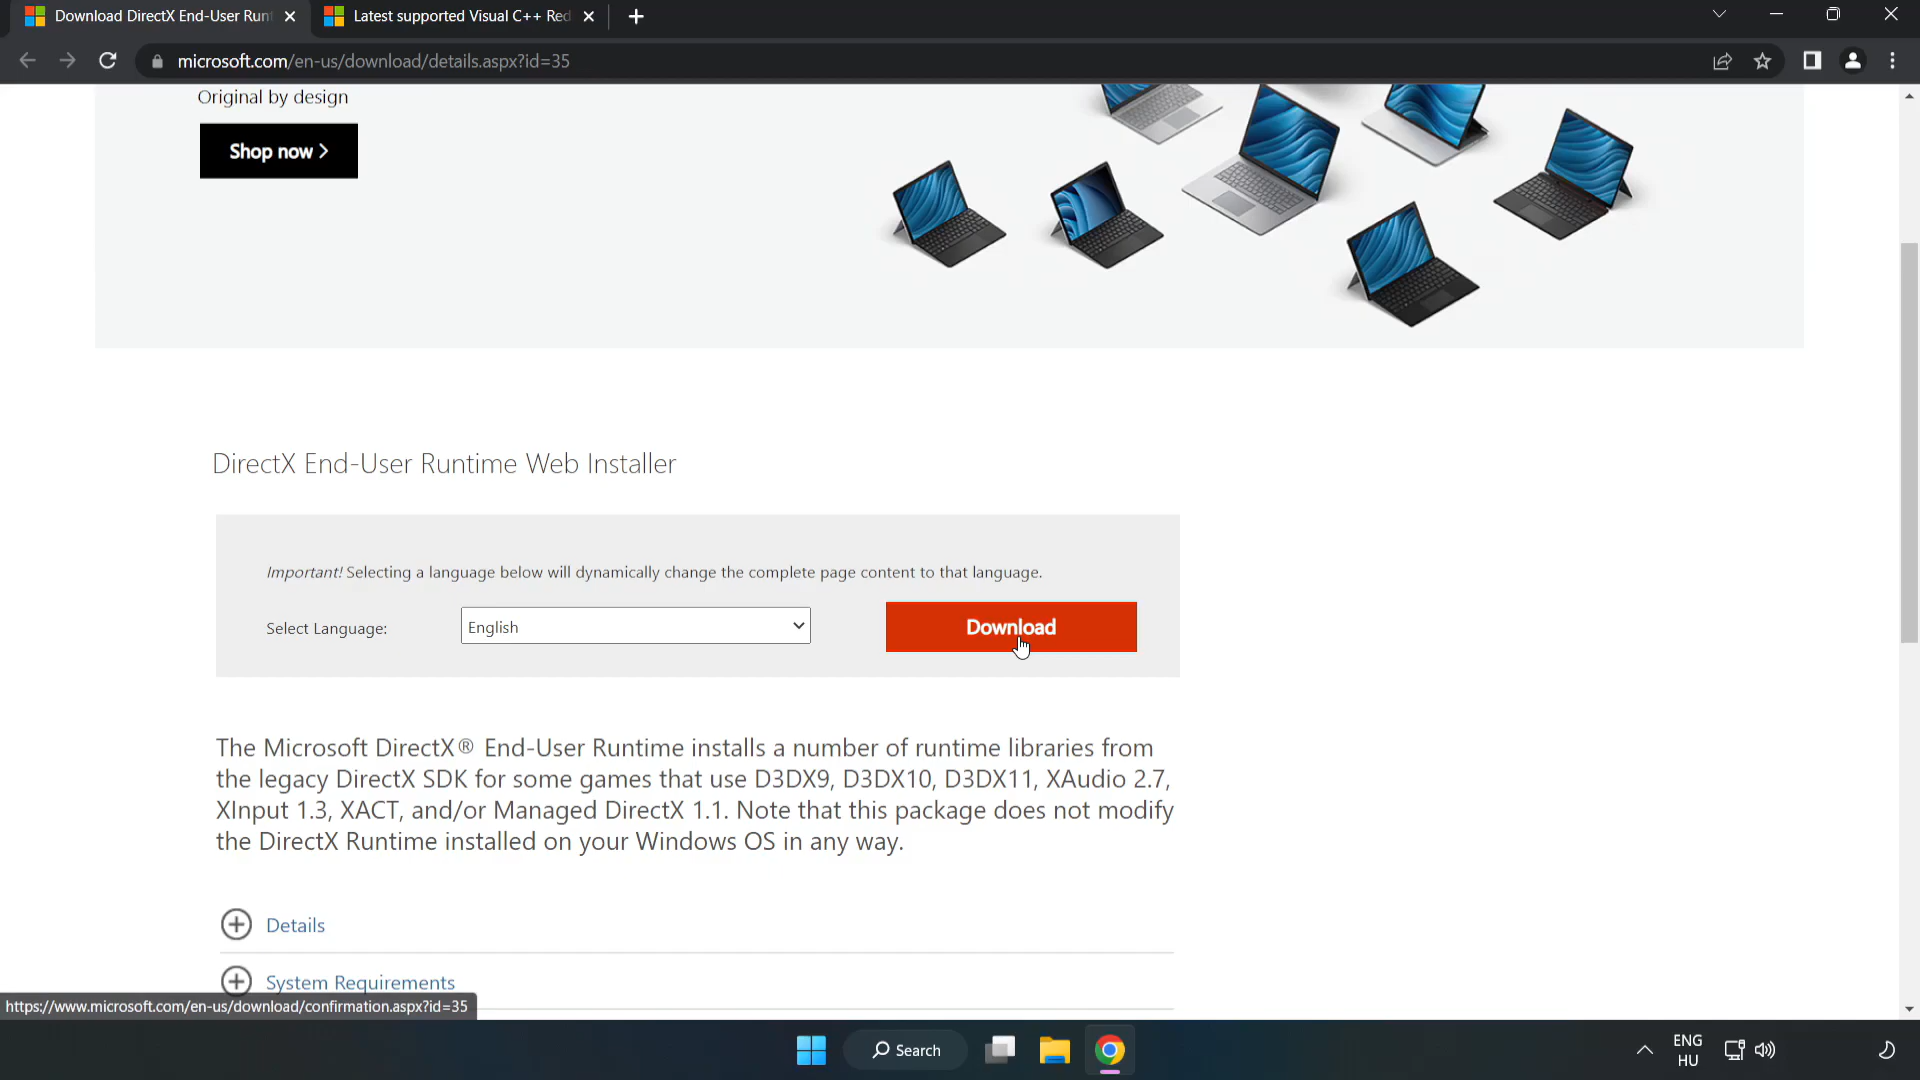 Download DirectX End-User Runt
Latest supported Visual C++ Red
microsoft.com/en-us/download/details.aspx?id=35
Original by design
Shop now >
DirectX End-User Runtime Web Installer
Important! Selecting a language below will dynamically change the complete page content to that language.
Select Language:
English
Download
The Microsoft DirectX® End-User Runtime installs a number of runtime libraries from
the legacy DirectX SDK for some games that use D3DX9, D3DX10, D3DX11, XAudio 2.7,
XInput 1.3, XACT, and/or Managed DirectX 1.1. Note that this package does not modify
the DirectX Runtime installed on your Windows OS in any way.
Details
System Requirements
https://www.microsoft.com/en-us/download/confirmation.aspx?id=35
Search
ENG
HU